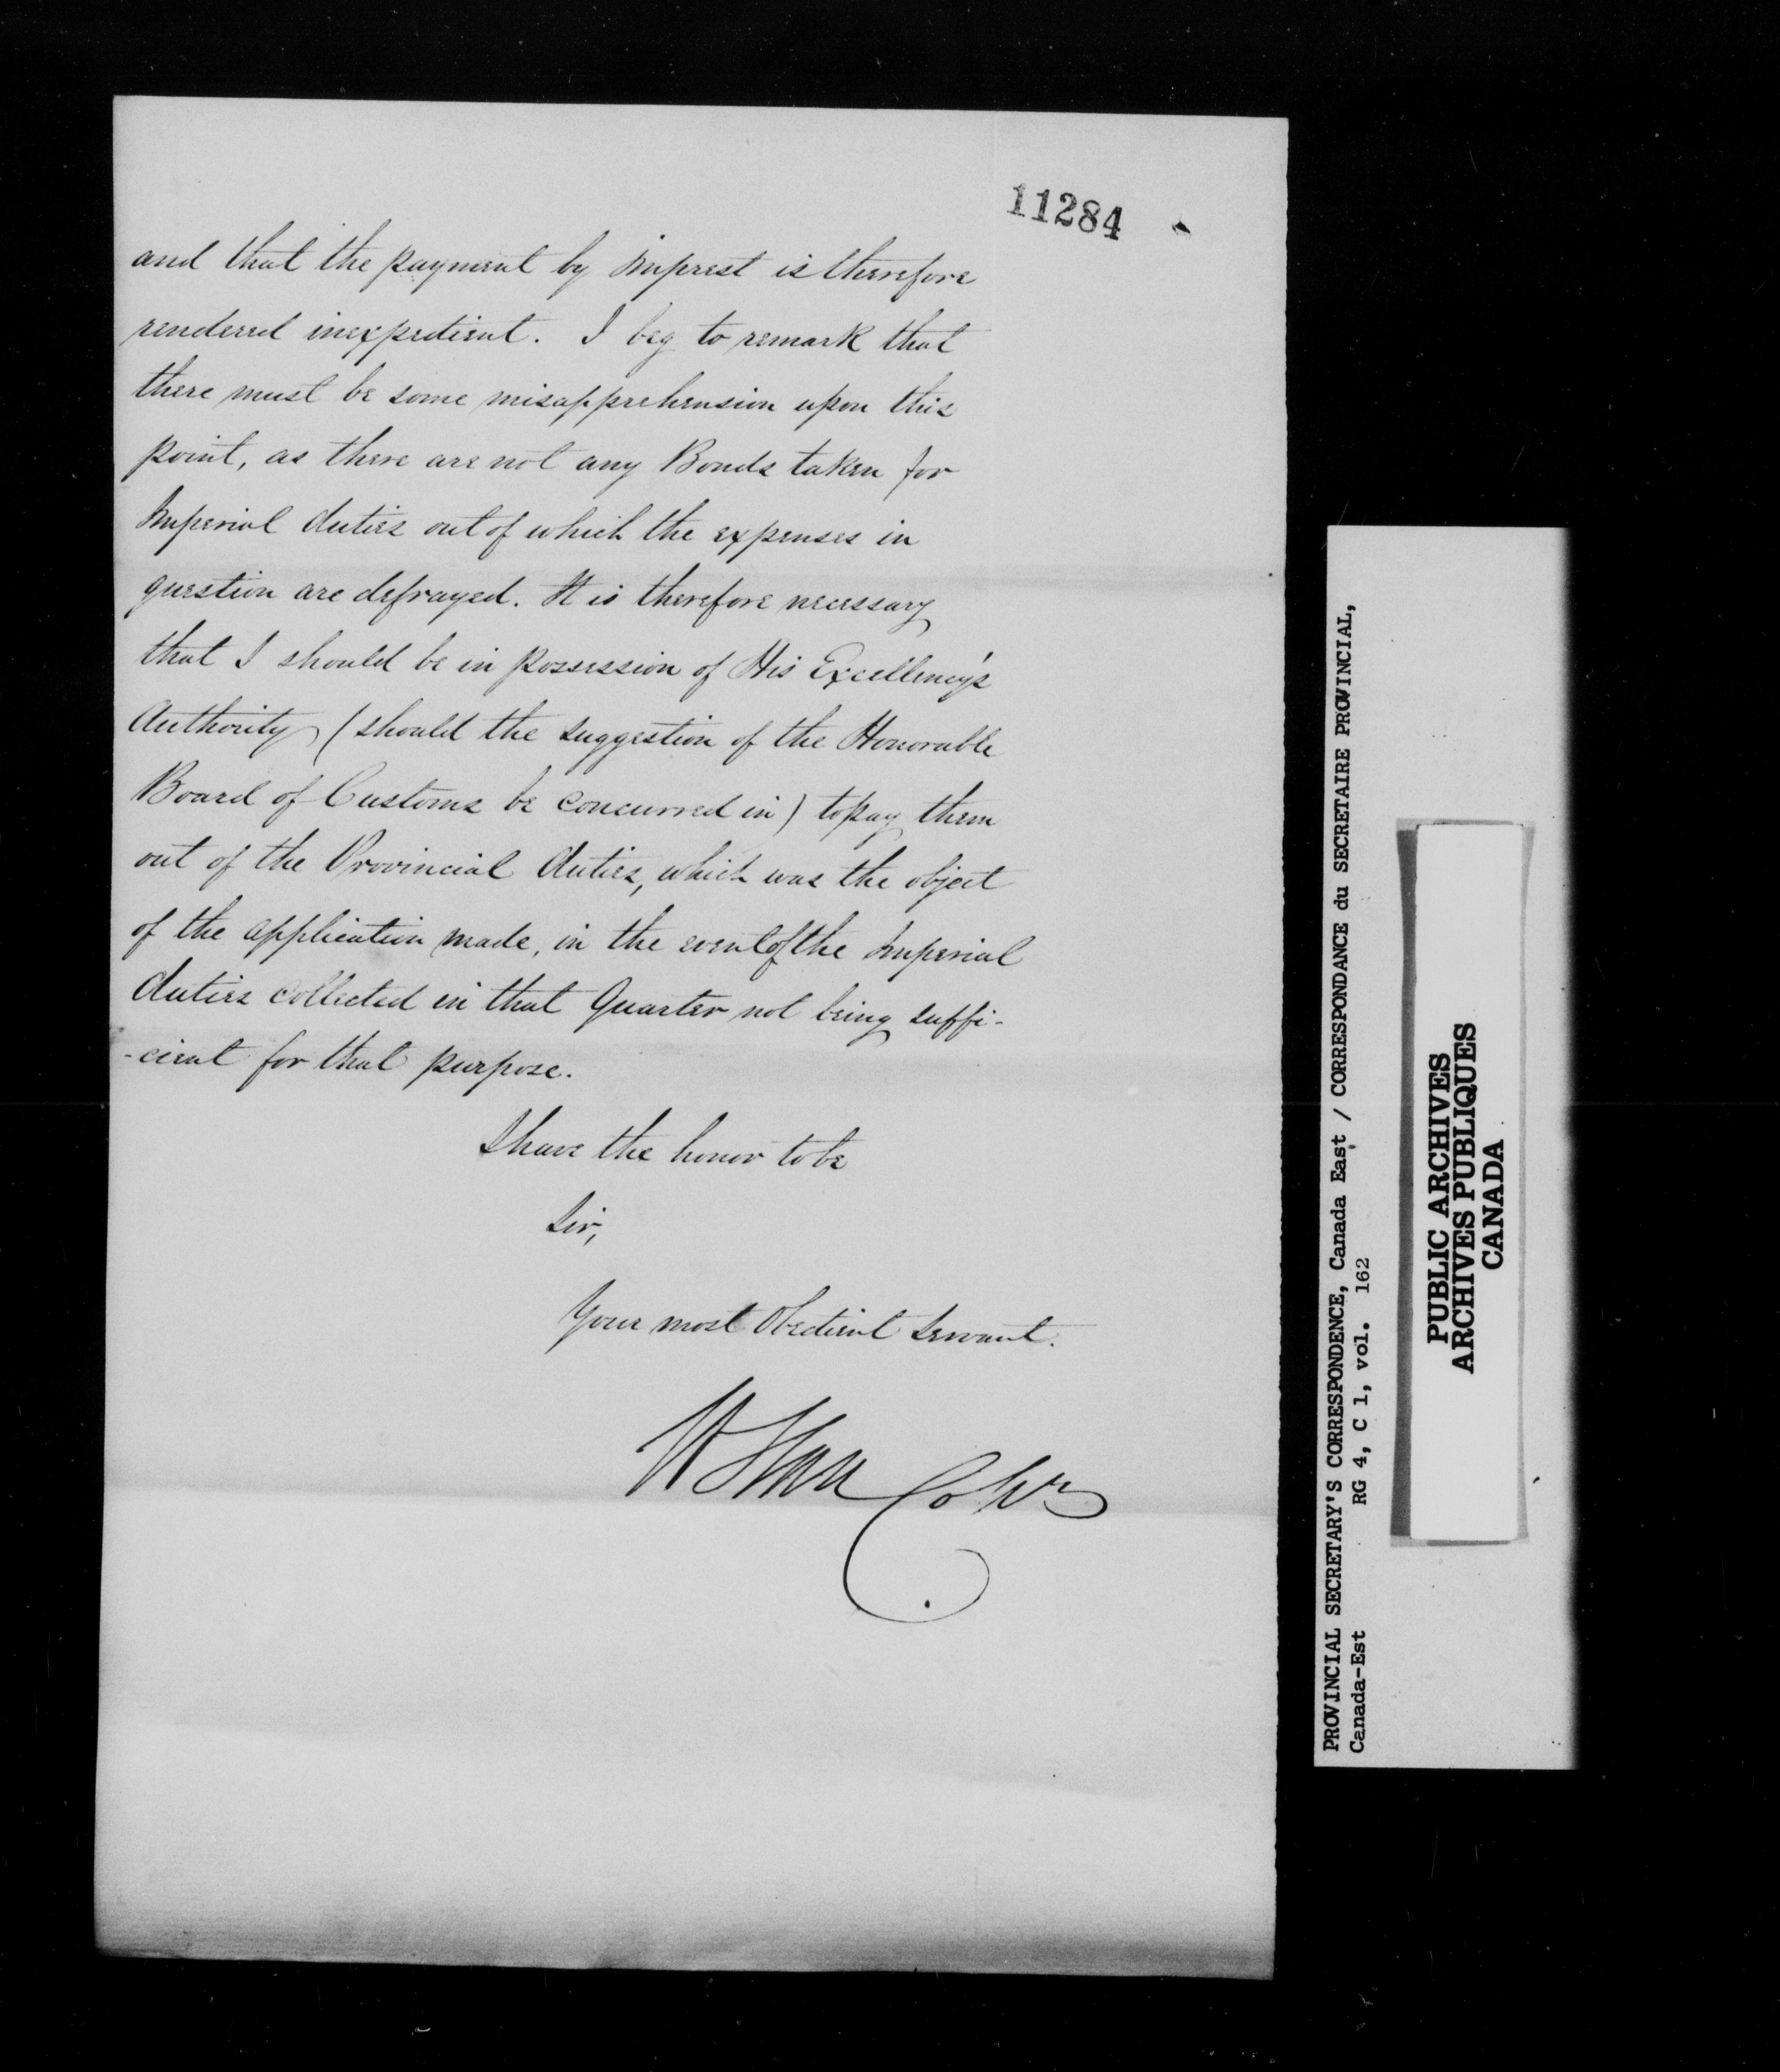 11284
and that the payment by Imprest is therefore
rendered inexpedient. I beg to remark that
there must be some misapprehension upon this
point, as there are not any Bonds taken for
Imperial duties out of which the expenses in
question are defrayed. It is therefore necessary
that I should be in possession of His Excellency's
Authority (should the suggestion of the Honorable
Board of Customs be concurred in) to pay them
out of the Provincial duties, which was the object
of the application made, in the event of the Imperial
duties collected in that Quarter not being suffi-
-cient for that purpose.
I have the honor to be
Sir,
Your most Obedient Servant.
PROVINCIAL SECRETARY'S CORRESPONDENCE, Canada East / CORRESPONDANCE du SECRETAIRE PROVINCIAL,
Canada-Est RG 4, C 1, vol. 162
PUBLIC ARCHIVES
ARCHIVES PUBLIQUES
CANADA